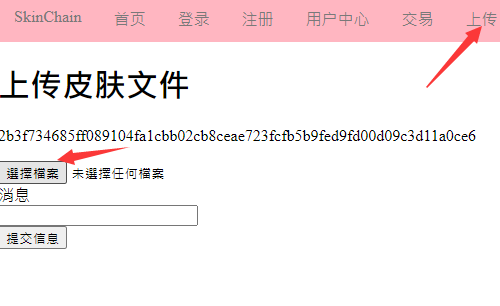 SkinChain 首页 登录 注册 用户中心 交易 上传
上传皮肤文件
2b3f734685ff089104fa1cbb02cb8ceae723fcfb5b9fed9fd00d09c3d11a0ce6
選擇檔案 未選擇任何檔案
消息
提交信息